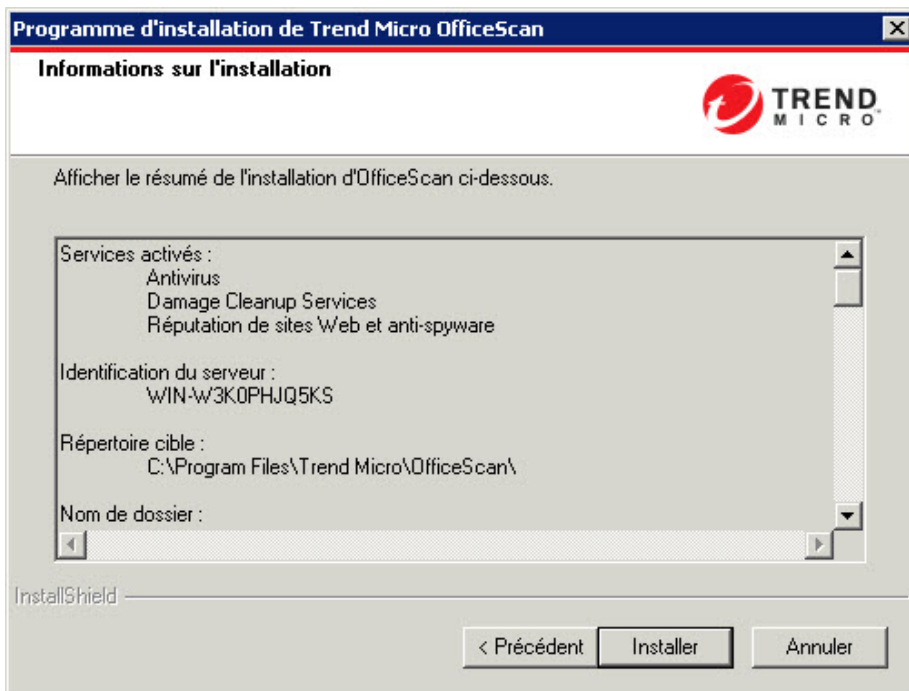 Programme d'installation de Trend Micro OfficeScan
Informations sur l'installation
TREND
MICRO
Afficher le résumé de l'installation d'OfficeScan ci-dessous.
Services activés :
Antivirus
Damage Cleanup Services
Réputation de sites Web et anti-spyware
Identification du serveur :
WIN-W3K0PHJQ5KS
Répertoire cible :
C:\Program Files\Trend Micro\OfficeScan\
Nom de dossier :
InstallShield
< Précédent
Installer
Annuler